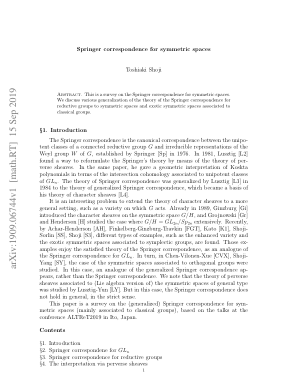 Springer correspondence for symmetric spaces
Toshiaki Shoji
Abstract. This is a survey on the Springer correspondence for symmetric spaces.
We discuss various generalization of the theory of Springer correspondence for
reductive groups to symmetric spaces and exotic symmetric spaces associated to
classical groups.
§1. Introduction
The Springer correspondence is the canonical correspondence between the unipo-
tent classes of a connected reductive group G and irreducible representations of the
Weyl group W of G, established by Springer [Sp] in 1976. In 1981, Lusztig [L2]
found a way to reformulate the Springer's theory by means of the theory of per-
verse sheaves. In the same paper, he gave a geometric interpretation of Kostka
polynomials in terms of the intersection cohomology associated to unipotent classes
of GLₙ. The theory of Springer correspondence was generalized by Lusztig [L3] in
1984 to the theory of generalized Springer correspondence, which became a basis of
his theory of character sheaves [L4].
It is an interesting problem to extend the theory of character sheaves to a more
general setting, such as a variety on which G acts. Already in 1989, Ginzburg [Gi]
introduced the character sheaves on the symmetric space G/H, and Grojnowski [Gr]
and Henderson [H] studied the case where G/H = GL₂ₙ/Sp₂ₙ extensively. Recently,
by Achar-Henderson [AH], Finkelberg-Ginzburg-Travkin [FGT], Kato [K1], Shoji-
Sorlin [SS], Shoji [S3], different types of examples, such as the enhanced variety and
the exotic symmetric spaces associated to symplectic groups, are found. These ex-
amples enjoy the satisfied theory of the Springer correspondence, as an analogue of
the Springer correspondence for GLₙ. In turn, in Chen-Vilonen-Xue [CVX], Shoji-
Yang [SY], the case of the symmetric spaces associated to orthogonal groups were
studied. In this case, an analogue of the generalized Springer correspondence ap-
pears, rather than the Springer correspondence. We note that the theory of perverse
sheaves associated to (Lie algebra version of) the symmetric spaces of general type
was studied by Lusztig-Yun [LY]. But in this case, the Springer correspondence does
not hold in general, in the strict sense.
This paper is a survey on the (generalized) Springer correspondence for sym-
metric spaces (mainly associated to classical groups), based on the talks at the
conference ALTReT2019 in Ito, Japan.
Contents
§1. Introduction
§2. Springer correspondence for GLₙ
§3. Springer correspondence for reductive groups
§4. The interpretation via perverse sheaves
1
arXiv:1909.06744v1 [math.RT] 15 Sep 2019